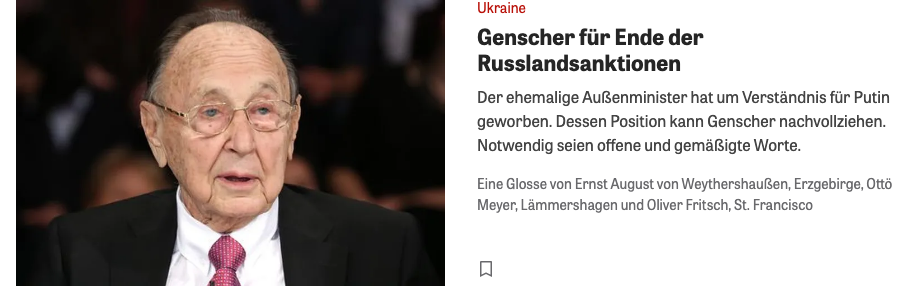 Ukraine
Genscher für Ende der
Russlandsanktionen
Der ehemalige Außenminister hat um Verständnis für Putin
geworben. Dessen Position kann Genscher nachvollziehen.
Notwendig seien offene und gemäßigte Worte.
Eine Glosse von Ernst August von Weythershaußen, Erzgebirge, Ottö
Meyer, Lämmershagen und Oliver Fritsch, St. Francisco